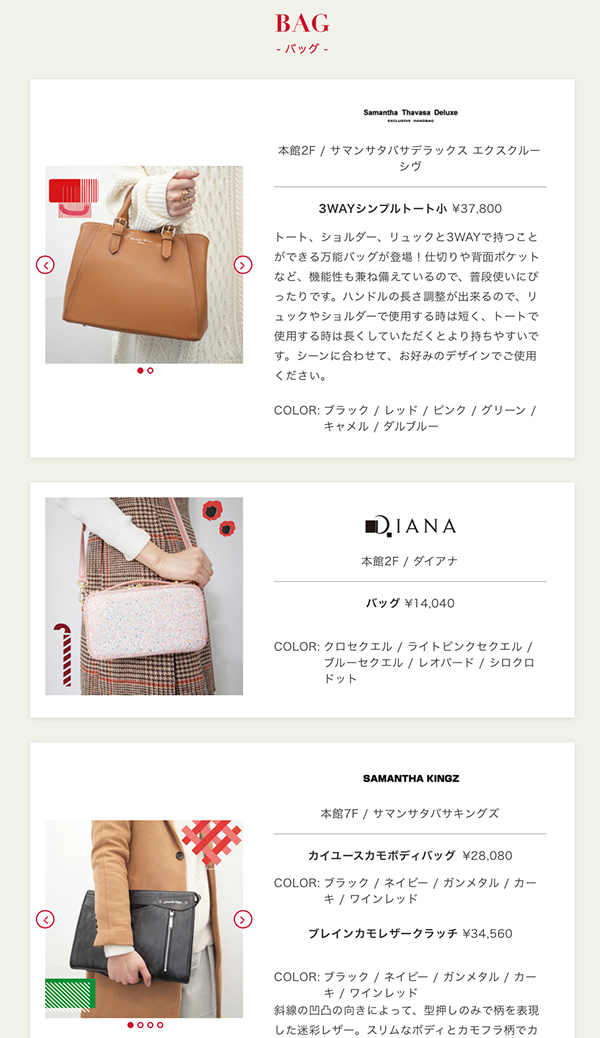 BAG
- バッグ -
Samantha Thavasa Deluxe
EXCLUSIVE HANDBAG
本館2F / サマンサタバサデラックス エクスクルー
シヴ
3WAYシンプルトート小 ¥37,800
トート、ショルダー、リュックと3WAYで持つこと
ができる万能バッグが登場！仕切りや背面ポケット
など、機能性も兼ね備えているので、普段使いにぴ
ったりです。ハンドルの長さ調整が出来るので、リ
ュックやショルダーで使用する時は短く、トートで
使用する時は長くしていただくとより持ちやすいで
す。シーンに合わせて、お好みのデザインでご使用
ください。
COLOR: ブラック / レッド / ピンク / グリーン /
キャメル / ダルブルー
DIANA
本館2F / ダイアナ
バッグ ¥14,040
COLOR: クロセクエル / ライトピンクセクエル /
ブルーセクエル / レオパード / シロクロ
ドット
SAMANTHA KINGZ
本館7F / サマンサタバサキングズ
カイユースカモボディバッグ ¥28,080
COLOR: ブラック / ネイビー / ガンメタル / カー
キ / ワインレッド
ブレインカモレザークラッチ ¥34,560
COLOR: ブラック / ネイビー / ガンメタル / カー
キ / ワインレッド
斜線の凹凸の向きによって、型押しのみで柄を表現
した迷彩レザー。スリムなボディとカモフラ柄でカ